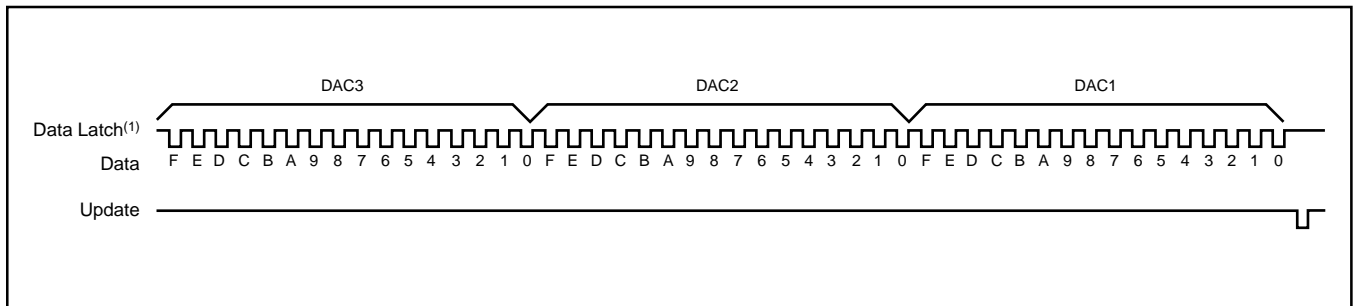 DAC3 DAC2 DAC1
Data Latch(1)
Data F E D C B A 9 8 7 6 5 4 3 2 1 0 F E D C B A 9 8 7 6 5 4 3 2 1 0 F E D C B A 9 8 7 6 5 4 3 2 1 0
Update